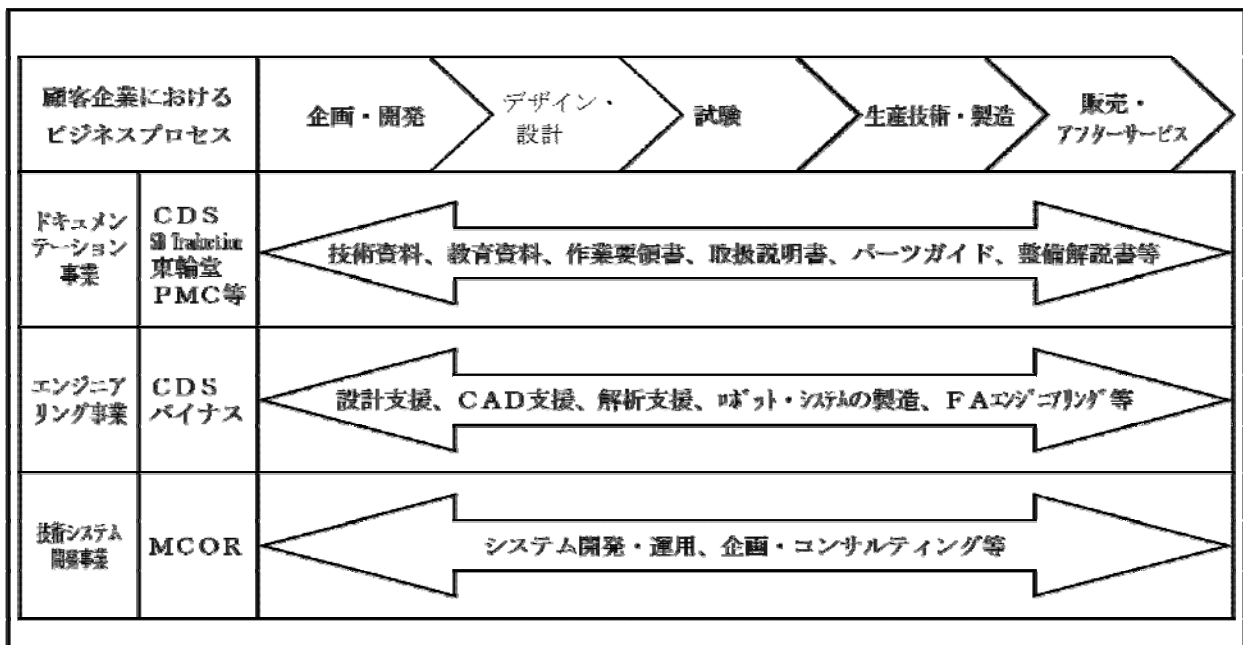 顧客企業における
ビジネスプロセス
企画・開発
デザイン・
設計
試験
生産技術・製造
販売・
アフターサービス
ドキュメン
テーション
事業
CDS
SB Traduction
東輪堂
PMC等
技術資料、教育資料、作業要領書、取扱説明書、パーツガイド、整備解説書等
エンジニア
リング事業
CDS
バイナス
設計支援、CAD支援、解析支援、ロボット・システムの製造、FAエンジニアリング等
技術システム
開発事業
MCOR
システム開発・運用、企画・コンサルティング等